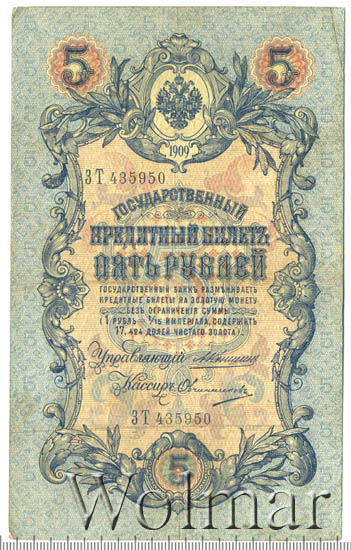 5 5
1909
ЗТ 435950
ГОСУДАРСТВЕННЫЙ
КРЕДИТНЫЙ БИЛЕТЪ
ПЯТЬ РУБЛЕЙ
ГОСУДАРСТВЕННЫЙ БАНКЪ РАЗМѢНИВАЕТЪ
КРЕДИТНЫЕ БИЛЕТЫ НА ЗОЛОТУЮ МОНЕТУ
БЕЗЪ ОГРАНИЧЕНІЯ СУММЫ
(1 РУБЛЬ = 1/15 ИМПЕРІАЛА, СОДЕРЖИТЪ
17,424 ДОЛЕЙ ЧИСТАГО ЗОЛОТА).
Управляющій
Кассиръ
ЗТ 435950
5
Wolmar